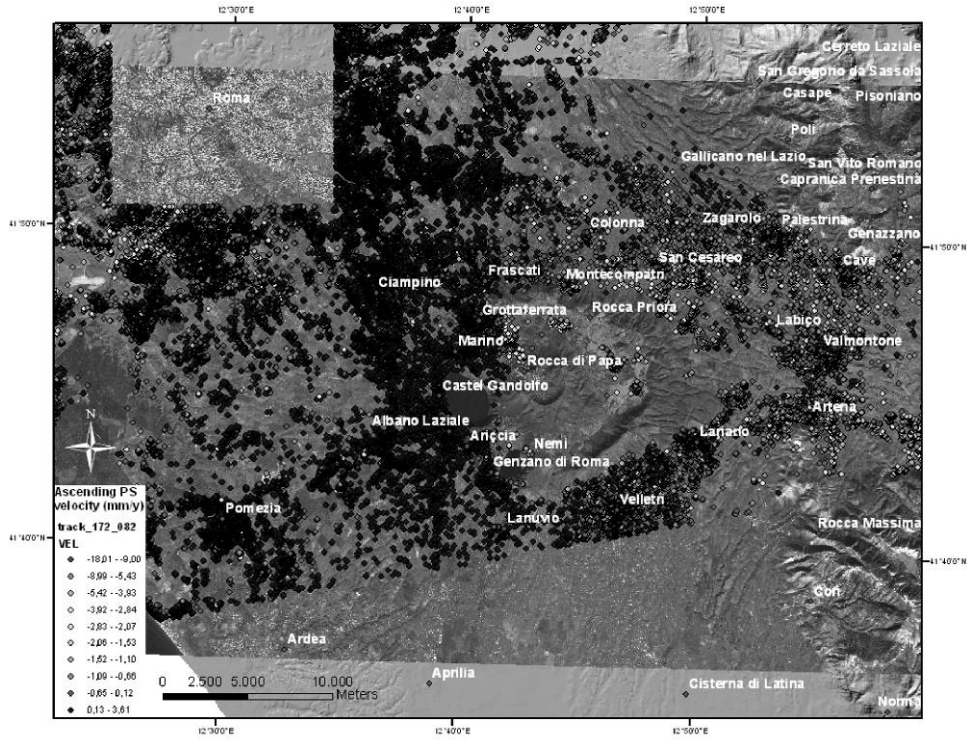 12°30'0"E 12°40'0"E 12°50'0"E
Cerreto Laziale
San Gregorio da Sassola
Casape Pisoniano
Roma
Poli
Gallicano nel Lazio
San Vito Romano
Capranica Prenestina
41°50'0"N
Colonna Zagarolo Palestrina
Genazzano
41°50'0"N
San Cesareo Cave
Frascati Montecompatri
Ciampino
Grottaferrata Rocca Priora
Labico
Marino Valmontone
Rocca di Papa
Castel Gandolfo
Artena
Albano Laziale
Lariano
Ariccia
Nemi
N
Genzano di Roma
Velletri
Pomezia
Lanuvio
Rocca Massima
41°40'0"N
41°40'0"N
Cori
Ascending PS
velocity (mm/y)
track_172_082
VEL
-18,01 - -9,00
-8,99 - -5,43
-5,42 - -3,93
-3,92 - -2,84
-2,83 - -2,07
-2,06 - -1,53
-1,52 - -1,10
-1,09 - -0,66
-0,65 - 0,12
0,13 - 3,61
Ardea
Aprilia
Cisterna di Latina
Norma
0 2.500 5.000 10.000
Meters
12°30'0"E 12°40'0"E 12°50'0"E